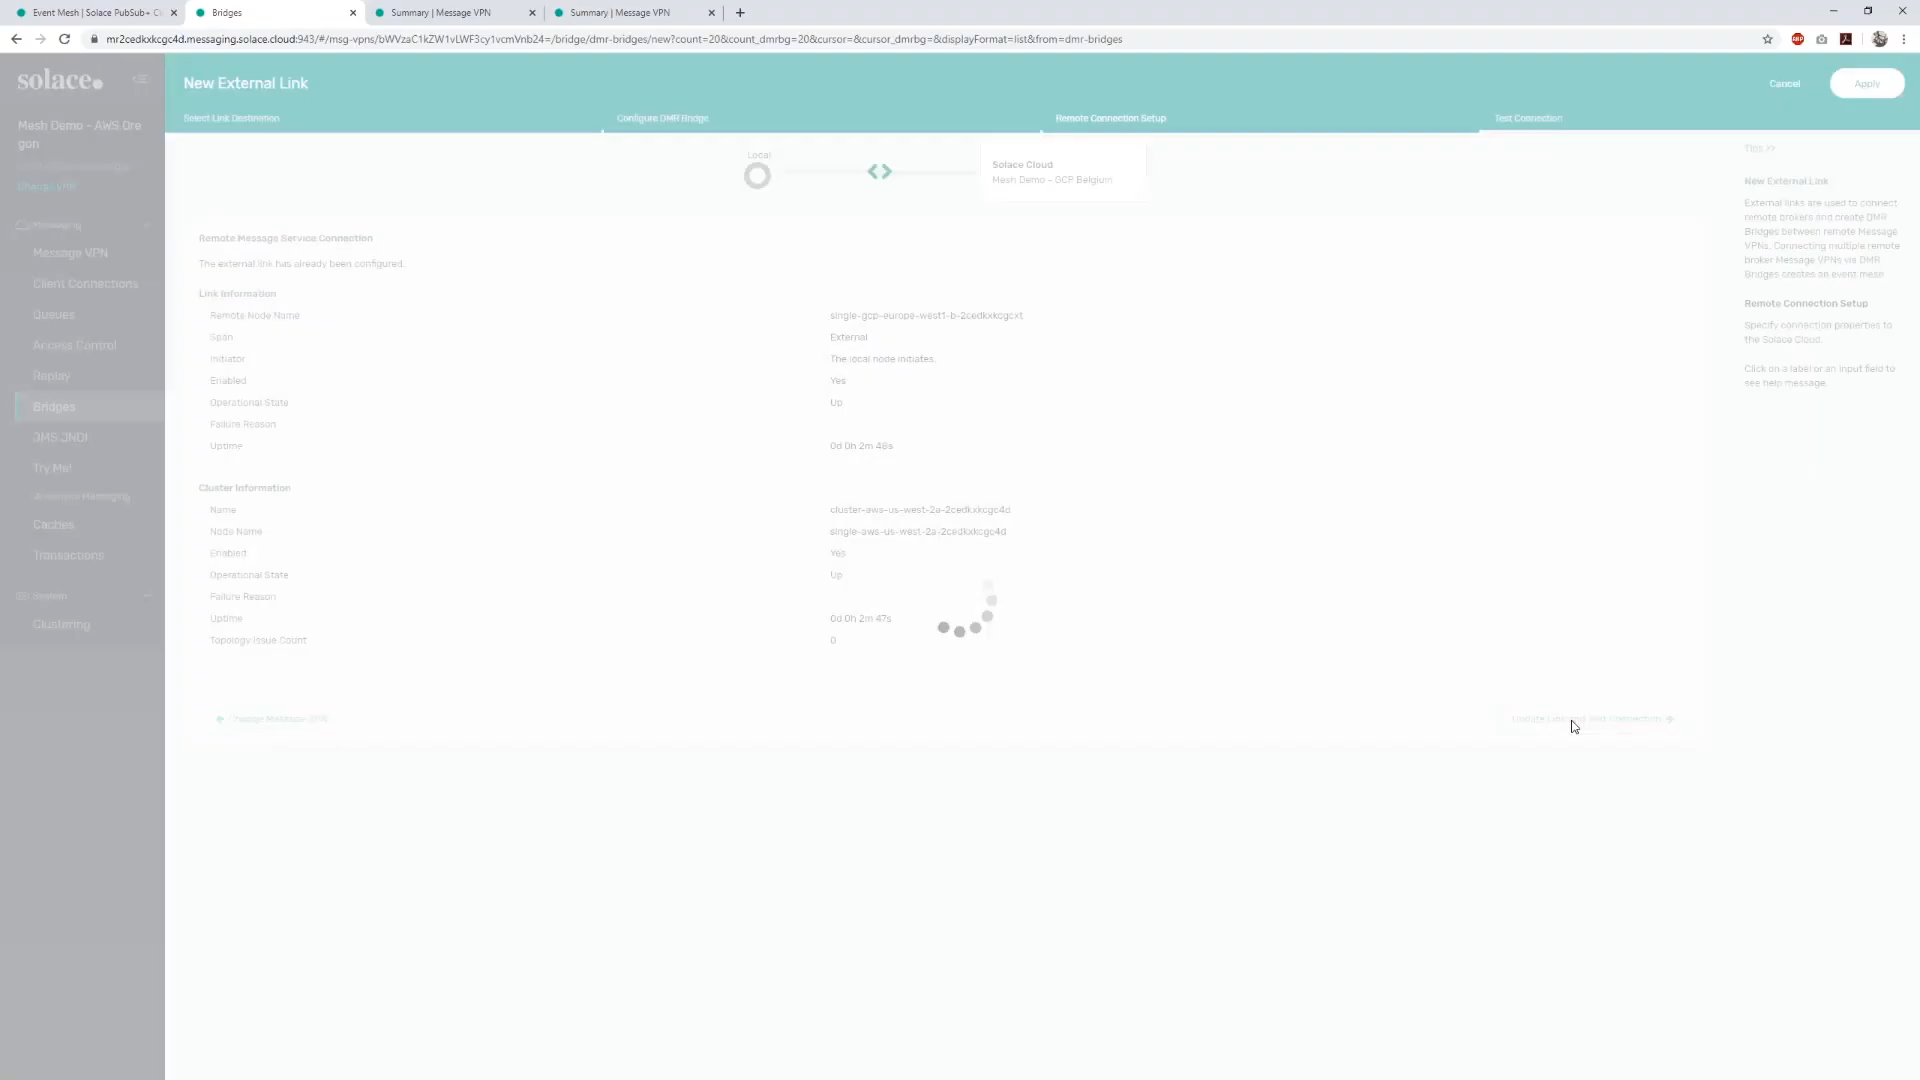 Event Mesh | Solace PubSub+ Cl
Bridges
Summary | Message VPN
Summary | Message VPN
mr2cedkxkcgc4d.messaging.solace.cloud:943/#/msg-vpns/bWVzaC1kZW1vLWF3cy1vcmVnb24=/bridge/dmr-bridges/new?count=20&count_dmrbg=20&cursor=&cursor_dmrbg=&displayFormat=list&from=dmr-bridges
ABP
solace.
New External Link
Cancel
Apply
Select Link Destination
Configure DMR Bridge
Remote Connection Setup
Test Connection
Mesh Demo - AWS Ore
gon
Change VPN
Messaging
Message VPN
Client Connections
Queues
Access Control
Replay
Bridges
JMS JNDI
Try Me!
Caches
Transactions
System
Clustering
Local
Solace Cloud
Mesh Demo - GCP Belgium
Remote Message Service Connection
The external link has already been configured.
Link Information
Remote Node Name
single-gcp-europe-west1-b-2cedkxkcgcxt
Span
External
Initiator
The local node initiates.
Enabled
Yes
Operational State
Up
Failure Reason
Uptime
0d 0h 2m 48s
Cluster Information
Name
cluster-aws-us-west-2a-2cedkxkcgc4d
Node Name
single-aws-us-west-2a-2cedkxkcgc4d
Enabled
Yes
Operational State
Up
Failure Reason
Uptime
0d 0h 2m 47s
Topology Issue Count
0
Change Message VPN
Tips >>
New External Link
External links are used to connect
remote brokers and create DMR
Bridges between remote Message
VPNs. Connecting multiple remote
broker Message VPNs via DMR
Bridges creates an event mesh
Remote Connection Setup
Specify connection properties to
the Solace Cloud.
Click on a label or an input field to
see help message.